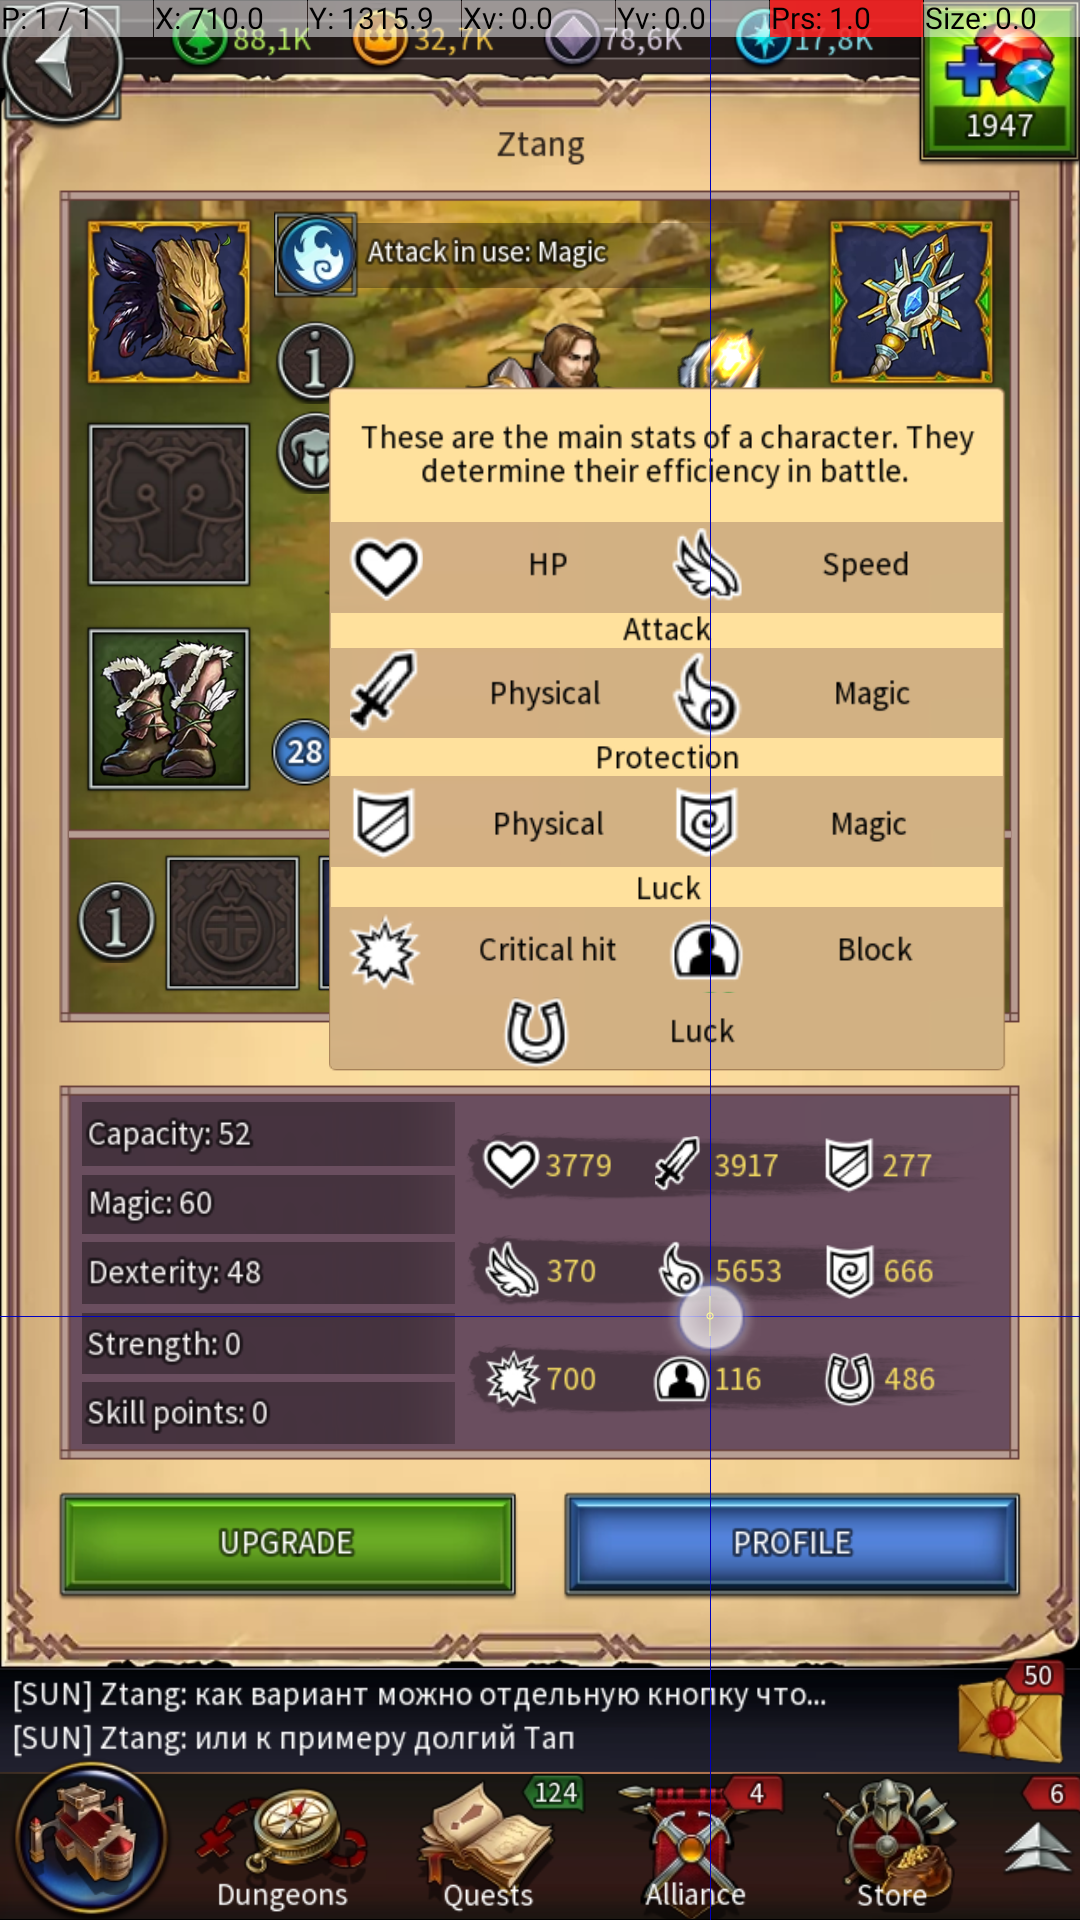 P: 1 / 1 X: 710.0 Y: 1315.9 Xv: 0.0 Yv: 0.0 Prs: 1.0 Size: 0.0
88,1K 32,7K 78,6K 17,8K
1947
Ztang
Attack in use: Magic
These are the main stats of a character. They
determine their efficiency in battle.
HP Speed
Attack
Physical Magic
Protection
28
Physical Magic
Luck
Critical hit Block
Luck
Capacity: 52
Magic: 60
Dexterity: 48
Strength: 0
Skill points: 0
3779 3917 277
370 5653 666
700 116 486
UPGRADE PROFILE
[SUN] Ztang: как вариант можно отдельную кнопку что...
[SUN] Ztang: или к примеру долгий Тап
50
124 4 6
Dungeons Quests Alliance Store